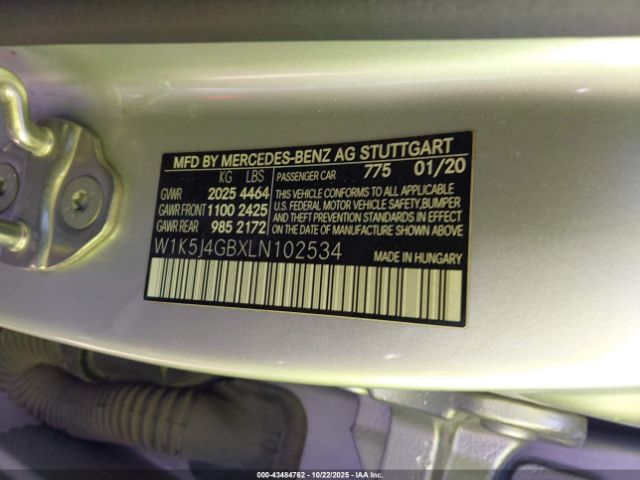 MFD BY MERCEDES-BENZ AG STUTTGART
KG LBS PASSENGER CAR 775 01/20
GVWR 2025 4464
GAWR FRONT 1100 2425
GAWR REAR 985 2172
THIS VEHICLE CONFORMS TO ALL APPLICABLE
U.S. FEDERAL MOTOR VEHICLE SAFETY,BUMPER
AND THEFT PREVENTION STANDARDS IN EFFECT
ON THE DATE OF MANUFACTURE SHOWN ABOVE
W1K5J4GBXLN102534
MADE IN HUNGARY
000-43484762 | 10/22/2025 | IAAI.com